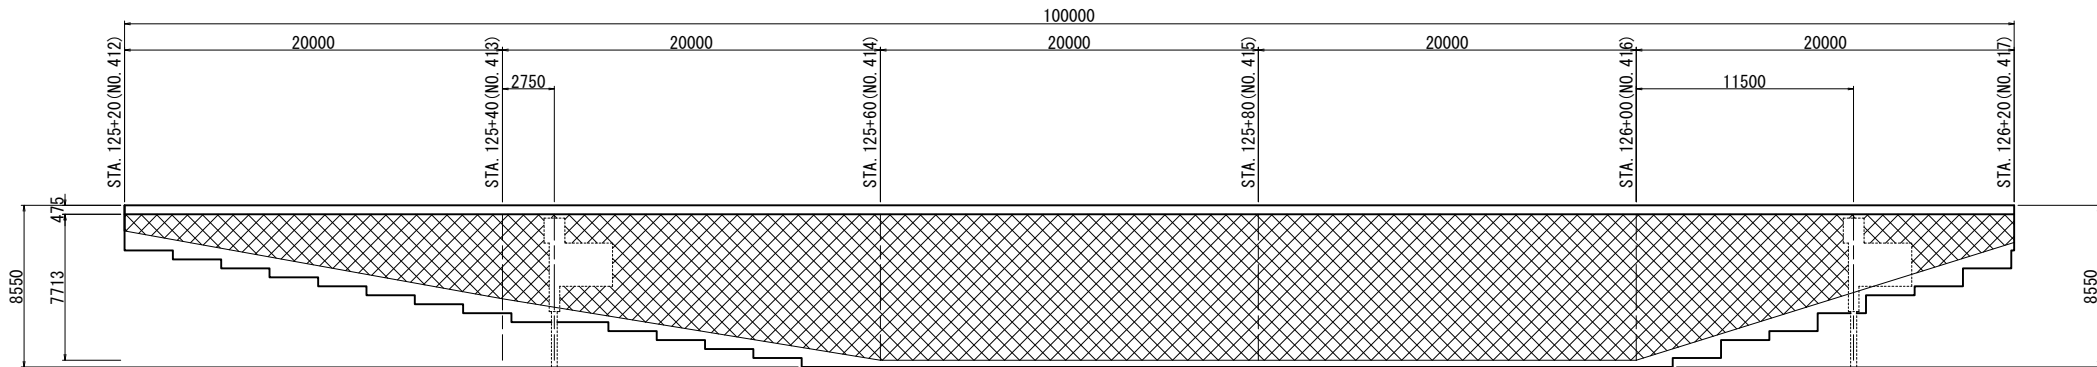 100000
20000
20000
20000
20000
20000
2750
11500
STA. 125+20(NO. 412)
STA. 125+40(NO. 413)
STA. 125+60(NO. 414)
STA. 125+80(NO. 415)
STA. 126+00(NO. 416)
STA. 126+20(NO. 417)
475
7713
8550
8550